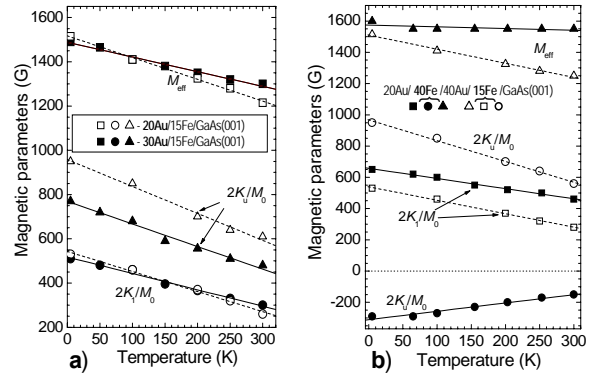 Magnetic parameters (G)
1600
1400
1200
1000
800
600
400
200
M_eff
20Au/15Fe/GaAs(001)
30Au/15Fe/GaAs(001)
2K_u/M_0
2K_1/M_0
0 50 100 150 200 250 300
a) Temperature (K)
Magnetic parameters (G)
1600
1400
1200
1000
800
600
400
200
0
-200
M_eff
20Au/40Fe/40Au/15Fe/GaAs(001)
2K_u/M_0
2K_1/M_0
2K_u/M_0
0 50 100 150 200 250 300
b) Temperature (K)